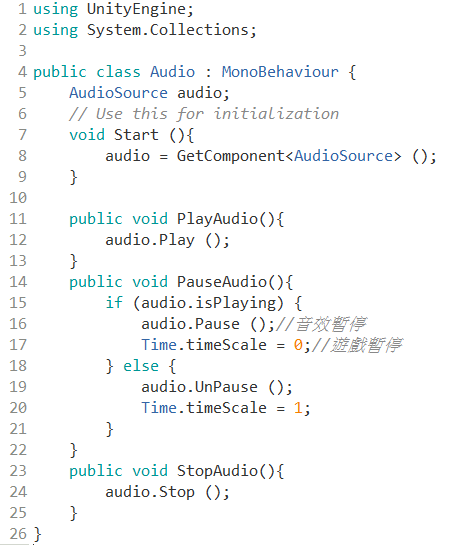 1 using UnityEngine;
2 using System.Collections;
3
4 public class Audio : MonoBehaviour {
5     AudioSource audio;
6     // Use this for initialization
7     void Start (){
8         audio = GetComponent<AudioSource> ();
9     }
10
11     public void PlayAudio(){
12         audio.Play ();
13     }
14     public void PauseAudio(){
15         if (audio.isPlaying) {
16             audio.Pause ();//音效暫停
17             Time.timeScale = 0;//遊戲暫停
18         } else {
19             audio.UnPause ();
20             Time.timeScale = 1;
21         }
22     }
23     public void StopAudio(){
24         audio.Stop ();
25     }
26 }